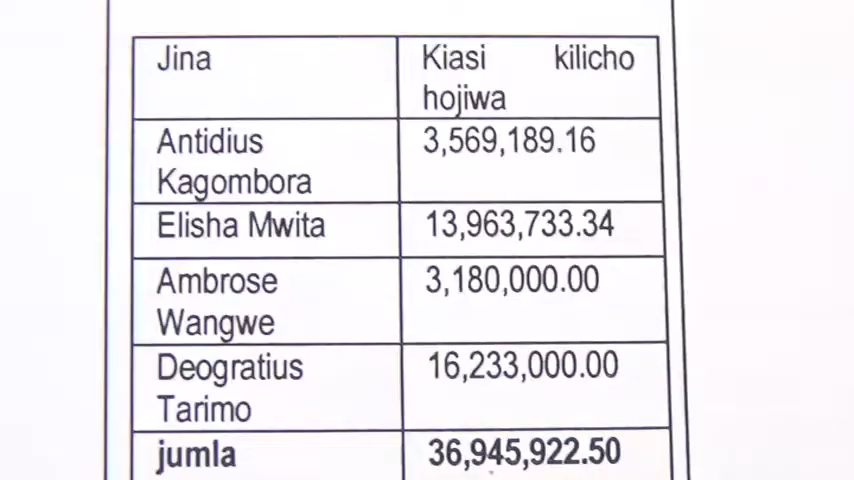 Jina
Kiasi kilicho
hojiwa
Antidius
Kagombora
3,569,189.16
Elisha Mwita
13,963,733.34
Ambrose
Wangwe
3,180,000.00
Deogratius
Tarimo
16,233,000.00
jumla
36,945,922.50